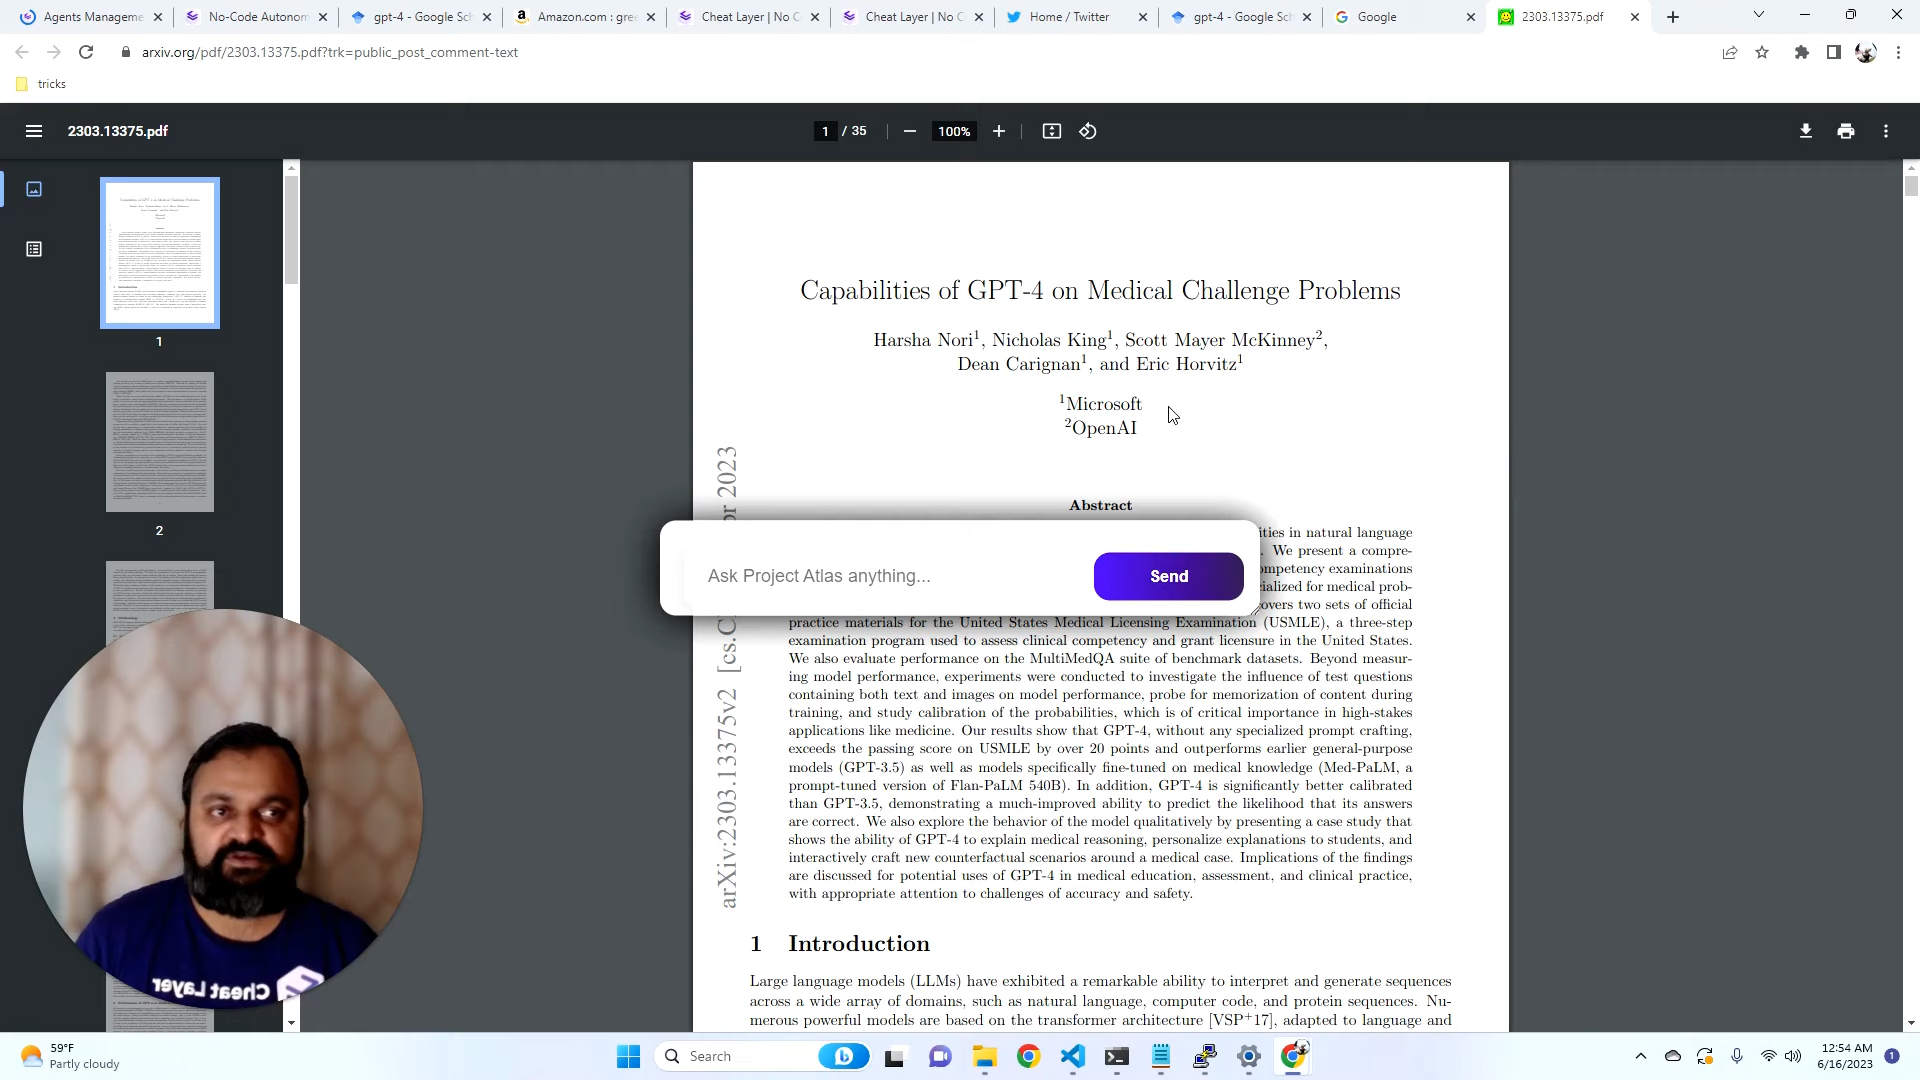 Agents Manageme
No-Code Autonom
gpt-4 - Google Sch
Amazon.com : gree
Cheat Layer | No C
Cheat Layer | No C
Home / Twitter
gpt-4 - Google Sch
Google
2303.13375.pdf
arxiv.org/pdf/2303.13375.pdf?trk=public_post_comment-text
tricks
2303.13375.pdf
1 / 35
100%
1
2
Capabilities of GPT-4 on Medical Challenge Problems
Harsha Nori1, Nicholas King1, Scott Mayer McKinney2,
Dean Carignan1, and Eric Horvitz1
1Microsoft
2OpenAI
Abstract
ities in natural language
. We present a compre-
ompetency examinations
cialized for medical prob-
overs two sets of official
Ask Project Atlas anything...
Send
practice materials for the United States Medical Licensing Examination (USMLE), a three-step
examination program used to assess clinical competency and grant licensure in the United States.
We also evaluate performance on the MultiMedQA suite of benchmark datasets. Beyond measur-
ing model performance, experiments were conducted to investigate the influence of test questions
containing both text and images on model performance, probe for memorization of content during
training, and study calibration of the probabilities, which is of critical importance in high-stakes
applications like medicine. Our results show that GPT-4, without any specialized prompt crafting,
exceeds the passing score on USMLE by over 20 points and outperforms earlier general-purpose
models (GPT-3.5) as well as models specifically fine-tuned on medical knowledge (Med-PaLM, a
prompt-tuned version of Flan-PaLM 540B). In addition, GPT-4 is significantly better calibrated
than GPT-3.5, demonstrating a much-improved ability to predict the likelihood that its answers
are correct. We also explore the behavior of the model qualitatively by presenting a case study that
shows the ability of GPT-4 to explain medical reasoning, personalize explanations to students, and
interactively craft new counterfactual scenarios around a medical case. Implications of the findings
are discussed for potential uses of GPT-4 in medical education, assessment, and clinical practice,
with appropriate attention to challenges of accuracy and safety.
arXiv:2303.13375v2 [cs.C
pr 2023
1 Introduction
Large language models (LLMs) have exhibited a remarkable ability to interpret and generate sequences
across a wide array of domains, such as natural language, computer code, and protein sequences. Nu-
merous powerful models are based on the transformer architecture [VSP+17], adapted to language and
Cheat Layer
59°F
Partly cloudy
Search
12:54 AM
6/16/2023
1